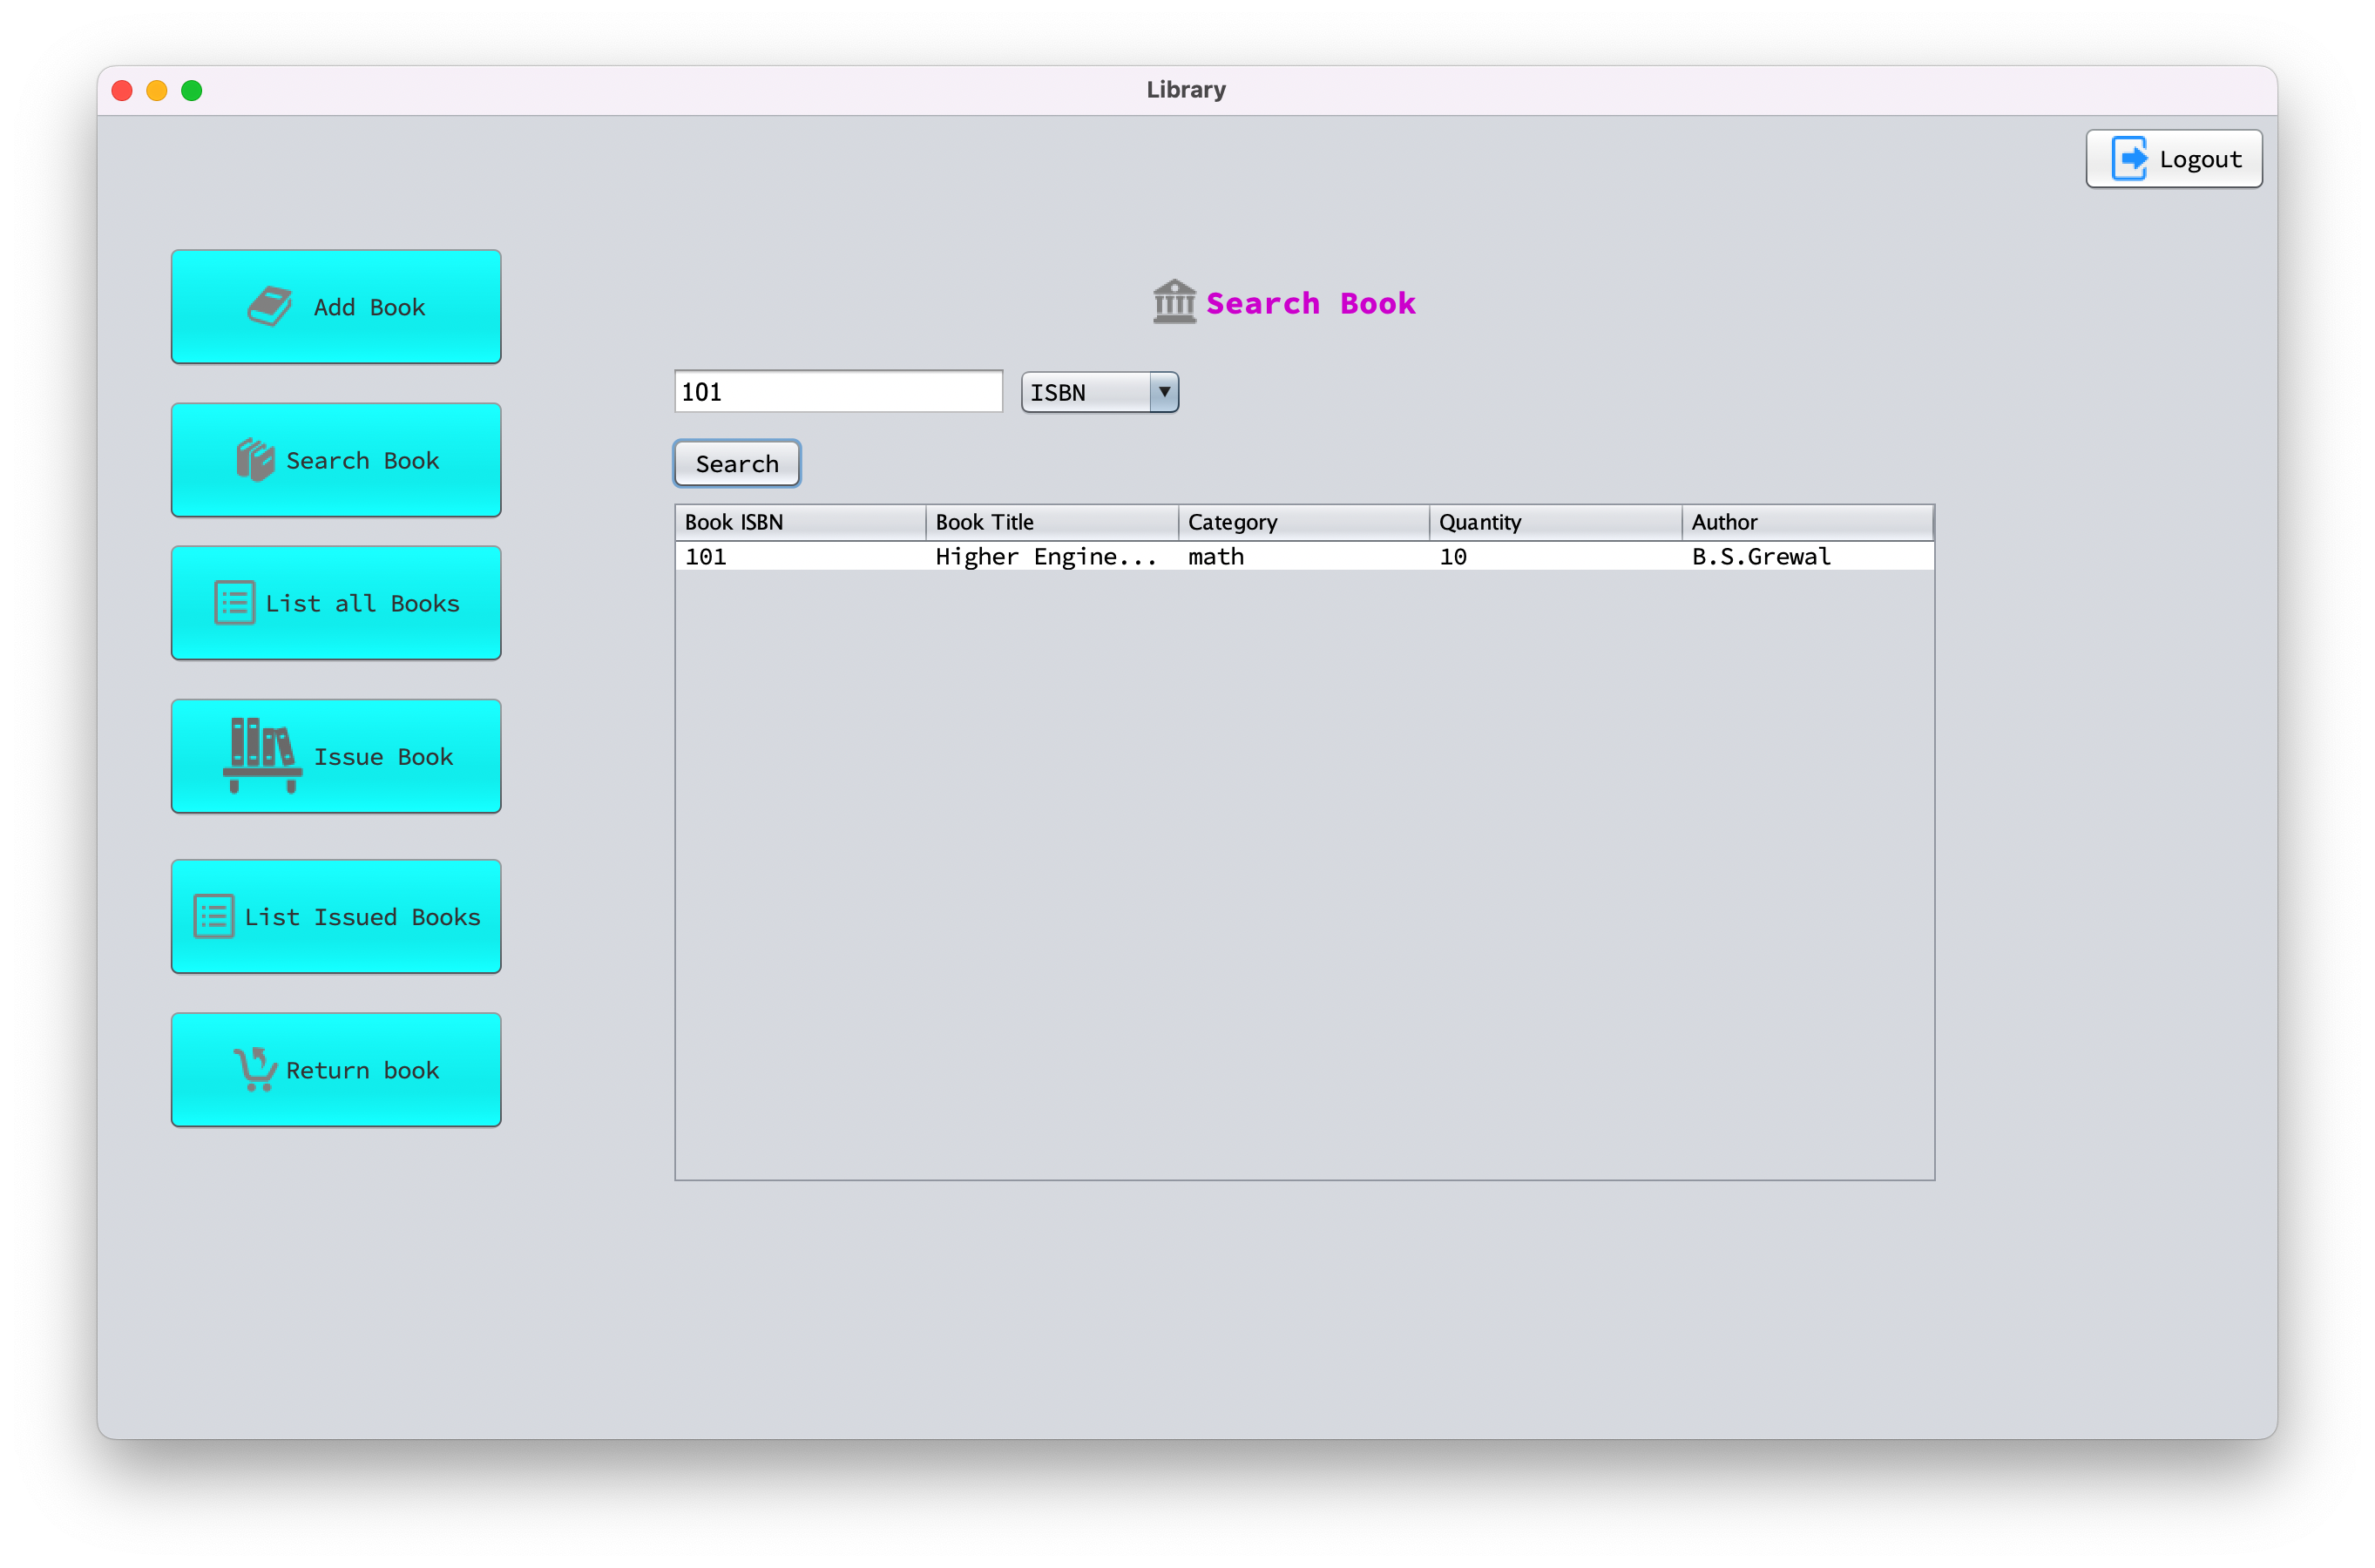 Library
Logout
Add Book
Search Book
List all Books
Issue Book
List Issued Books
Return book
Search Book
101 ISBN
Search
Book ISBN Book Title Category Quantity Author
101 Higher Engine... math 10 B.S.Grewal